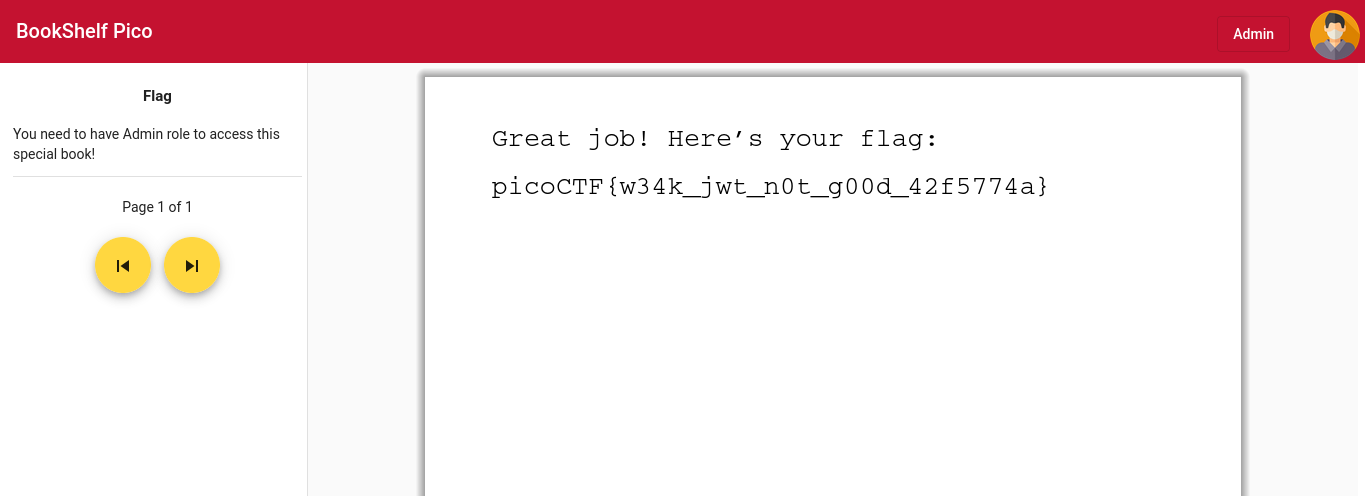 BookShelf Pico
Admin
Flag
You need to have Admin role to access this
special book!
Page 1 of 1
Great job! Here’s your flag:
picoCTF{w34k_jwt_n0t_g00d_42f5774a}